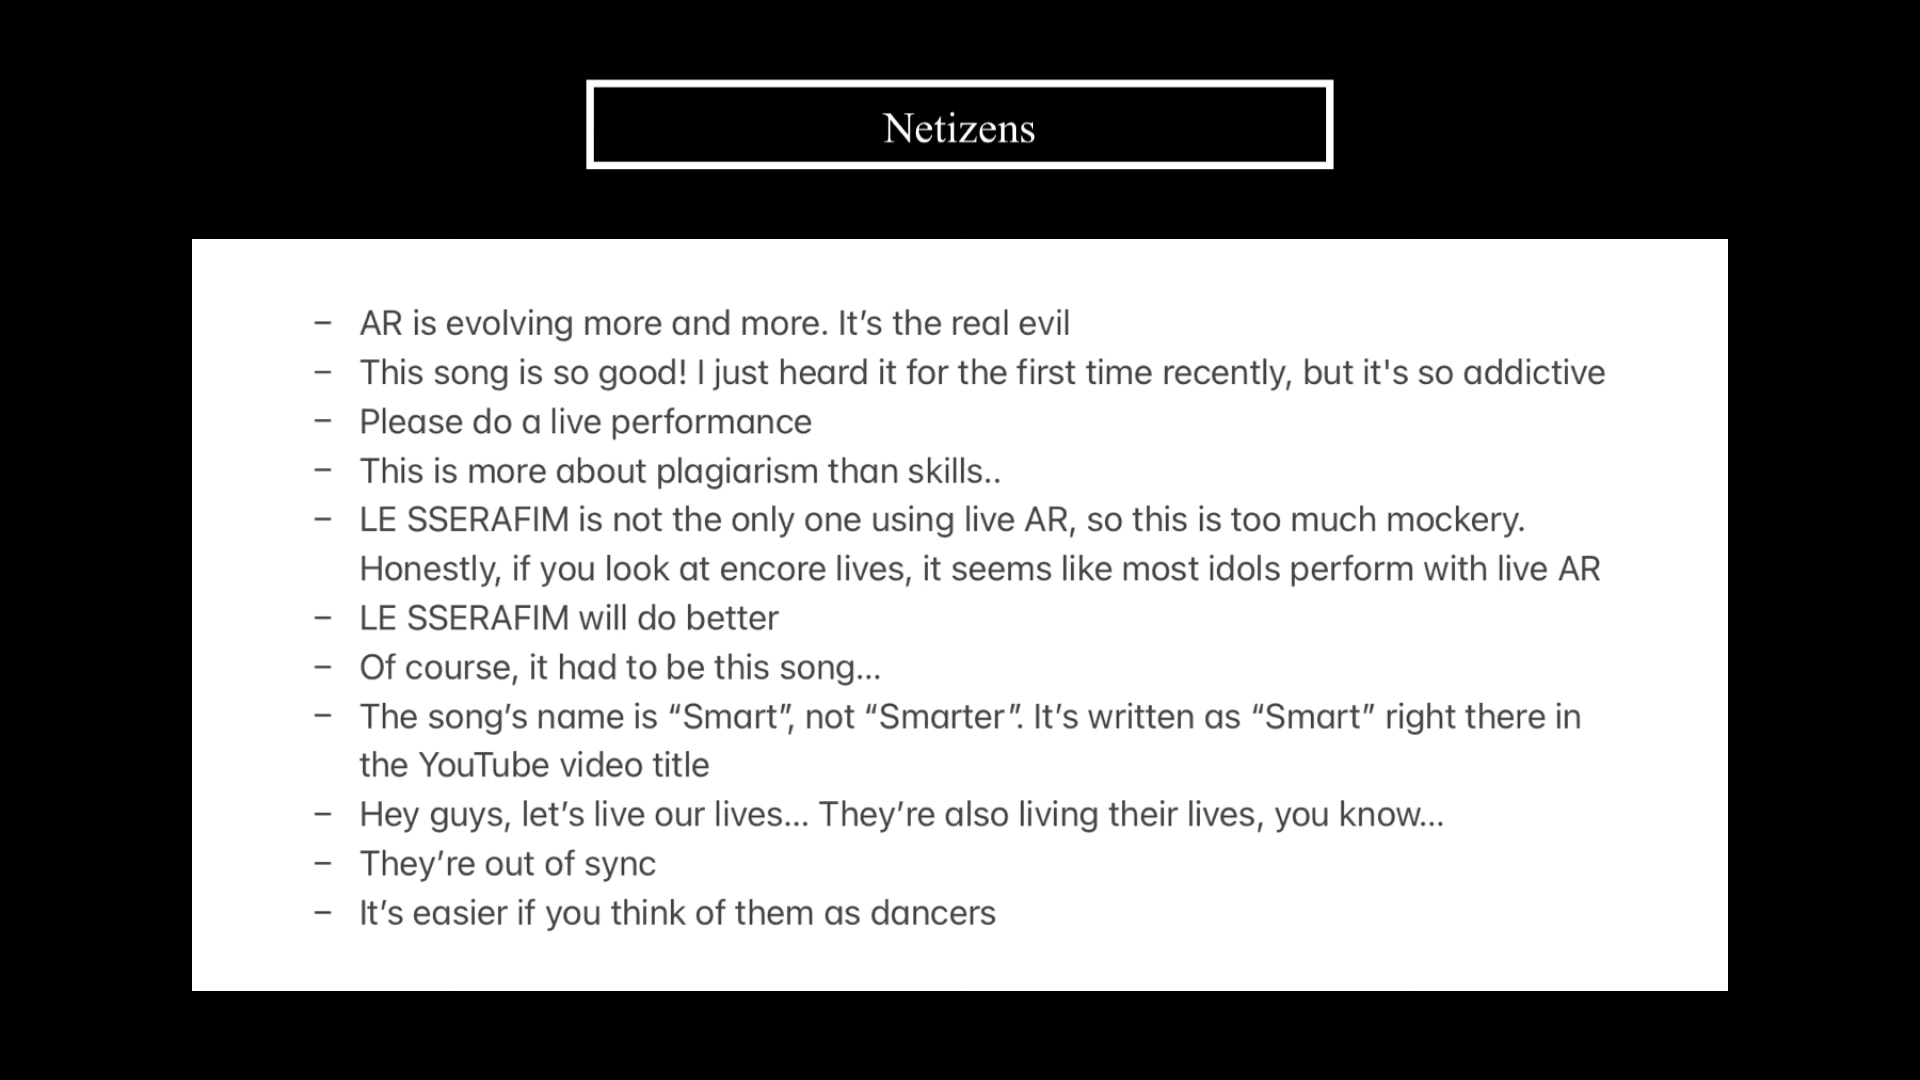 Netizens
– AR is evolving more and more. It’s the real evil
– This song is so good! I just heard it for the first time recently, but it's so addictive
– Please do a live performance
– This is more about plagiarism than skills..
– LE SSERAFIM is not the only one using live AR, so this is too much mockery.
Honestly, if you look at encore lives, it seems like most idols perform with live AR
– LE SSERAFIM will do better
– Of course, it had to be this song...
– The song’s name is “Smart”, not “Smarter”. It’s written as “Smart” right there in
the YouTube video title
– Hey guys, let’s live our lives... They’re also living their lives, you know...
– They’re out of sync
– It’s easier if you think of them as dancers